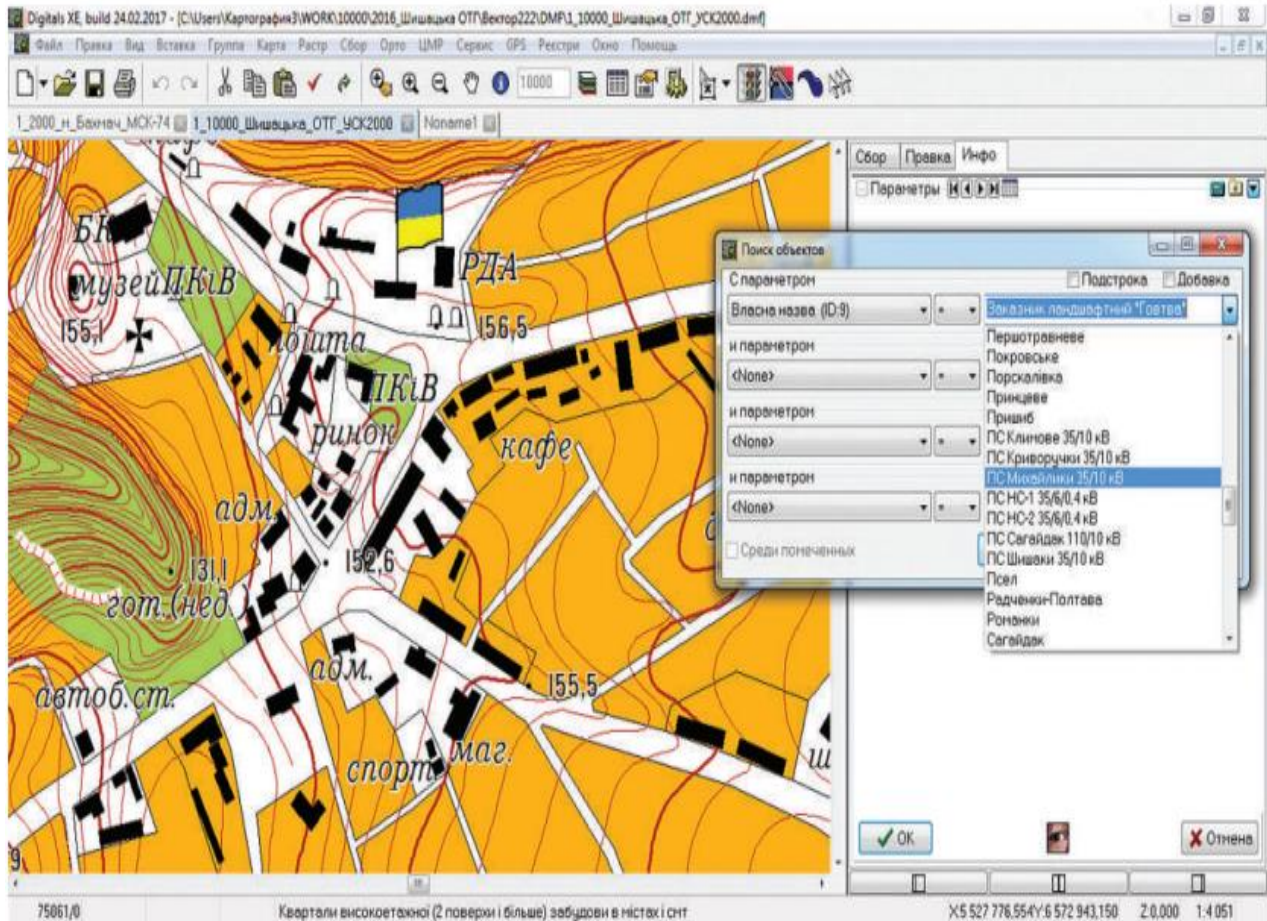 Digitals XE, build 24.02.2017 - [C:\Users\Картография3\WORK\10000\2016_Шишацька ОТГ\Вектор222\DMF\1_10000_Шишацька_ОТГ_УСК2000.dmf]
Файл Правка Вид Вставка Группа Карта Растр Сбор Орто ЦМР Сервис GPS Реєстри Окно Помощь
10000
1_2000_н_Бахмач_МСК-74 1_10000_Шишацька_ОТГ_УСК2000 Noname1
Сбор Правка Инфо
Параметры
Поиск объектов
С параметром Подстрока Добавка
Власна назва (ID:9) = Заказник ландшафтний "Говтва"
и параметром
<None> =
и параметром
<None> =
и параметром
<None> =
Среди помеченных
Першотравневе
Покровське
Порскалівка
Принцеве
Пришиб
ПС Климове 35/10 кВ
ПС Криворучки 35/10 кВ
ПС Михайлики 35/10 кВ
ПС НС-1 35/6/0,4 кВ
ПС НС-2 35/6/0,4 кВ
ПС Сагайдак 110/10 кВ
ПС Шишаки 35/10 кВ
Псел
Радченки-Полтава
Романки
Сагайдак
БК
музей ПКіВ
155,1
РДА
156,5
пошта
ПКіВ
ринок
кафе
адм.
131,1
152,6
гот.(нед.)
адм.
155,5
автоб.ст.
маг.
спорт.
ш
9
OK Отмена
75061/0 Квартали високоетажної (2 поверхи і більше) забудови в містах і смт X:5 527 776,554 Y:6 572 943,150 Z:0.000 1:4 051